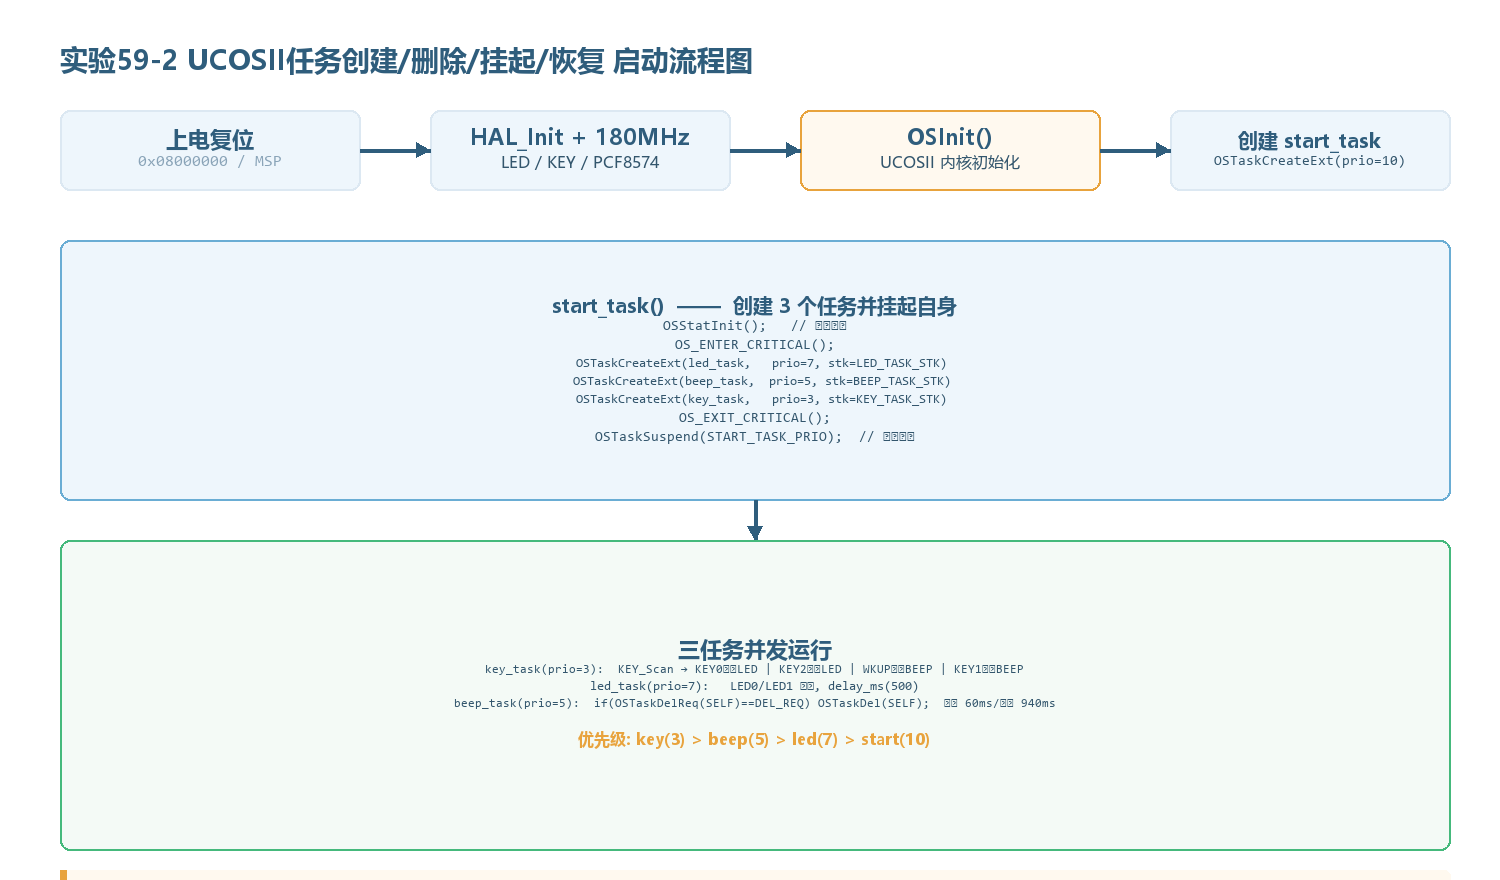 实验59-2 UCOSII任务创建/删除/挂起/恢复 启动流程图
上电复位
0x08000000 / MSP
HAL_Init + 180MHz
LED / KEY / PCF8574
OSInit()
UCOSII 内核初始化
创建 start_task
OSTaskCreateExt(prio=10)
start_task() —— 创建 3 个任务并挂起自身
OSStatInit(); //
OS_ENTER_CRITICAL();
OSTaskCreateExt(led_task, prio=7, stk=LED_TASK_STK)
OSTaskCreateExt(beep_task, prio=5, stk=BEEP_TASK_STK)
OSTaskCreateExt(key_task, prio=3, stk=KEY_TASK_STK)
OS_EXIT_CRITICAL();
OSTaskSuspend(START_TASK_PRIO); //
三任务并发运行
key_task(prio=3): KEY_Scan → KEY0 LED | KEY2 LED | WKUP BEEP | KEY1 BEEP
led_task(prio=7): LED0/LED1 , delay_ms(500)
beep_task(prio=5): if(OSTaskDelReq(SELF)==DEL_REQ) OSTaskDel(SELF); 60ms/ 940ms
优先级: key(3) > beep(5) > led(7) > start(10)